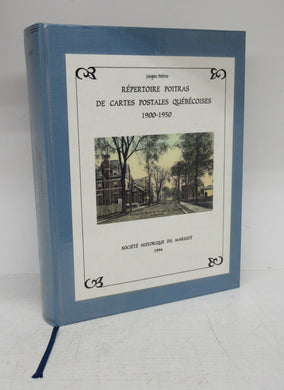 Jacques Poitras
RÉPERTOIRE POITRAS
DE CARTES POSTALES QUÉBÉCOISES
1900-1950
SOCIÉTÉ HISTORIQUE DU MARIGOT
1994